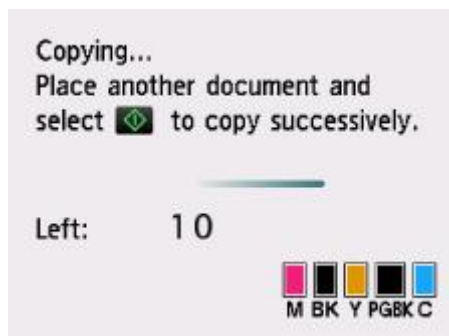 Copying...
Place another document and
select to copy successively.
Left: 10
M BK Y PGBK C